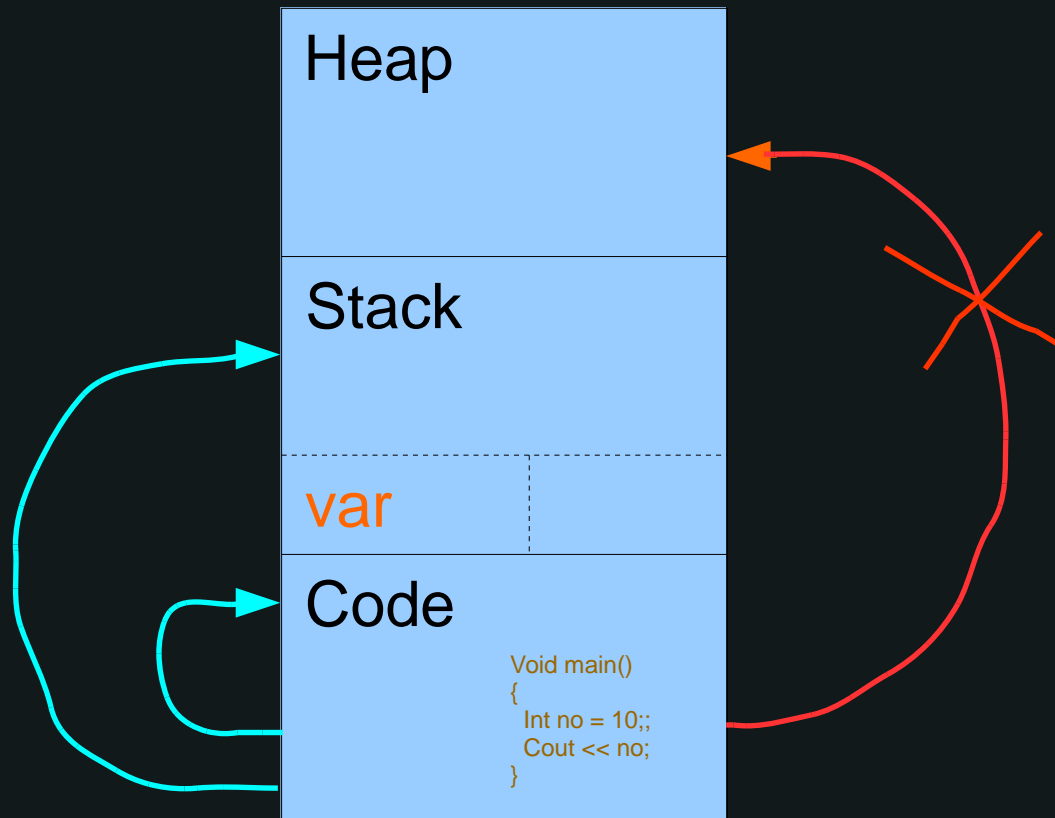 Heap
Stack
var
Code
Void main()
{
Int no = 10;;
Cout << no;
}